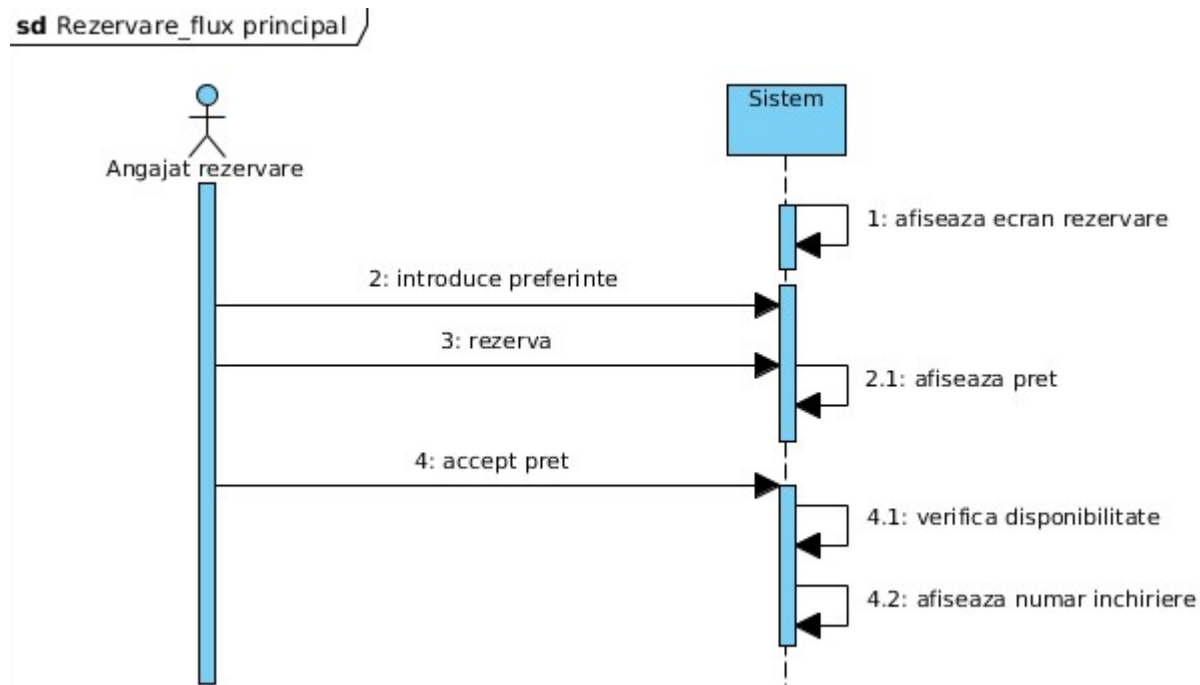 sd Rezervare_flux principal
Sistem
Angajat rezervare
1: afiseaza ecran rezervare
2: introduce preferinte
3: rezerva
2.1: afiseaza pret
4: accept pret
4.1: verifica disponibilitate
4.2: afiseaza numar inchiriere